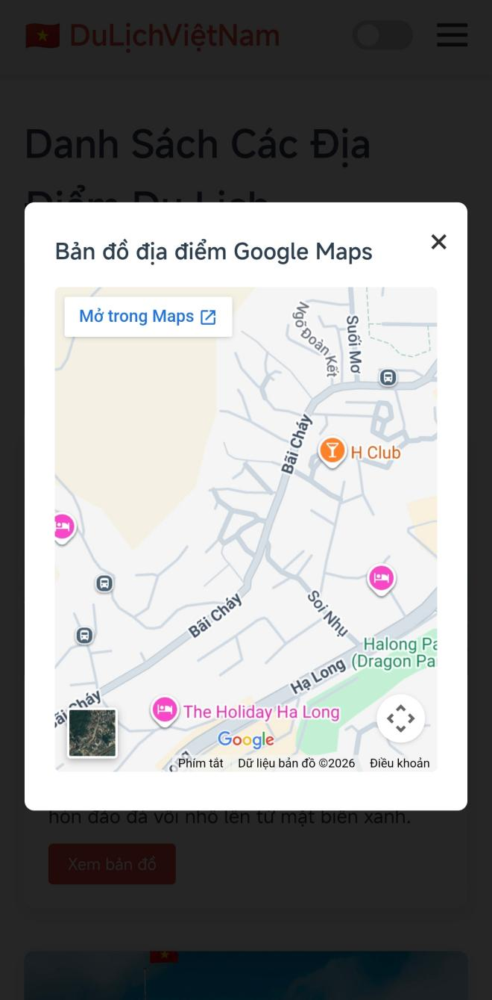 DuLịchViệtNam
Danh Sách Các Địa
Điểm Du Lịch
Bản đồ địa điểm Google Maps
Mở trong Maps
Ngõ Đoàn Kết
Suối Mơ
Bãi Cháy
H Club
Bãi Cháy
Soi Nhụ
Halong Pa
(Dragon Pa
Hạ Long
ãi Cháy
The Holiday Ha Long
Google
Phím tắt Dữ liệu bản đồ ©2026 Điều khoản
hòn đảo đá vôi nhô lên từ mặt biển xanh.
Xem bản đồ